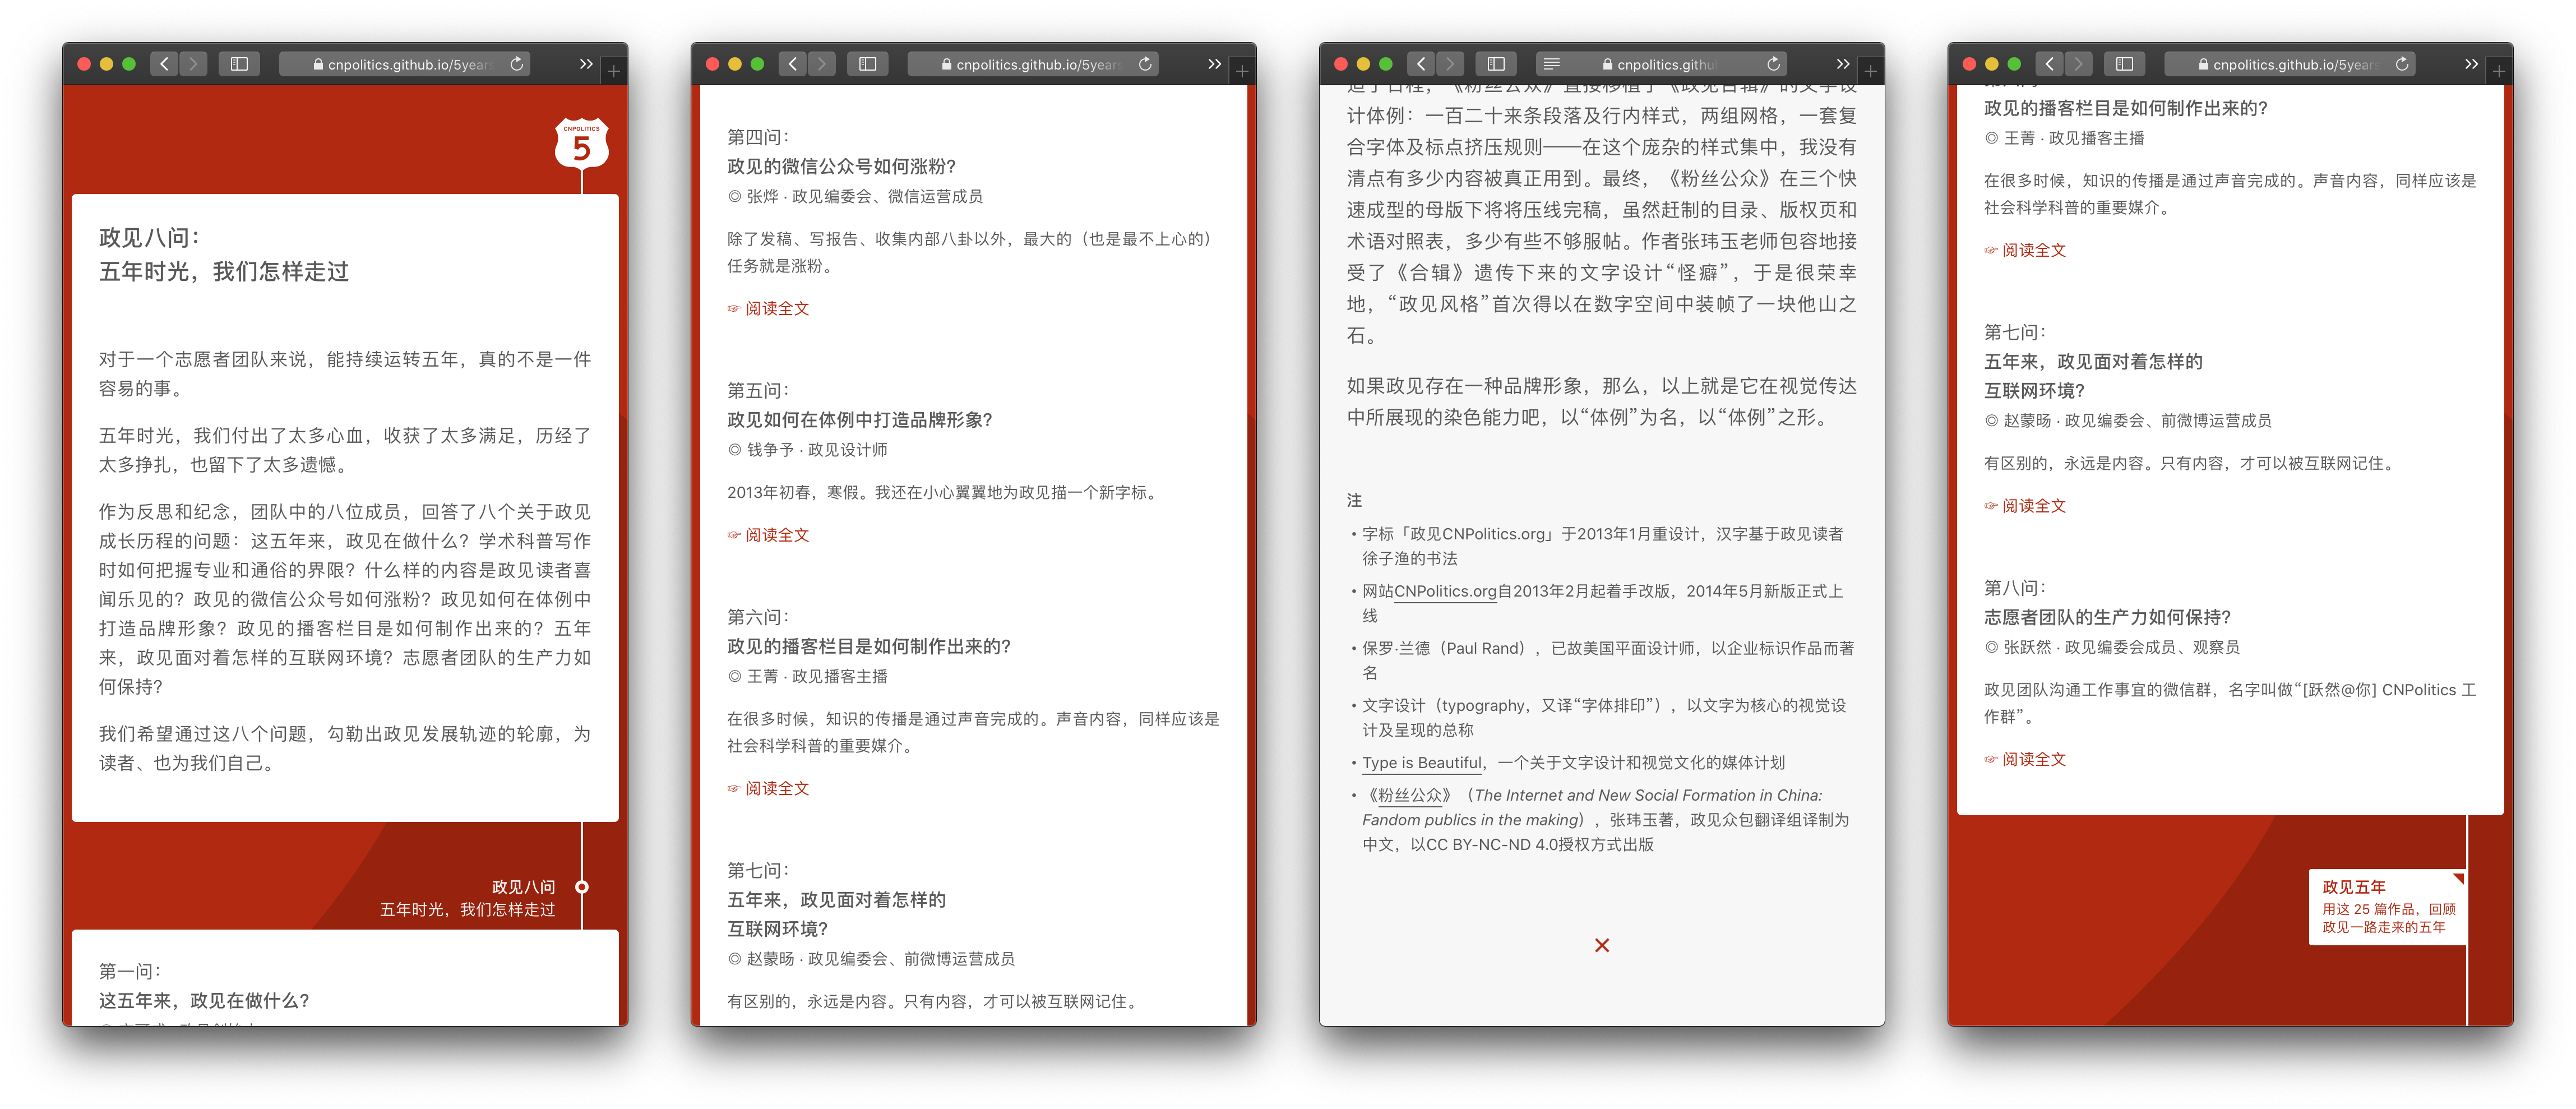 cnpolitics.github.io/5years
CNPOLITICS
5
政见八问：
五年时光，我们怎样走过
对于一个志愿者团队来说，能持续运转五年，真的不是一件
容易的事。
五年时光，我们付出了太多心血，收获了太多满足，历经了
太多挣扎，也留下了太多遗憾。
作为反思和纪念，团队中的八位成员，回答了八个关于政见
成长历程的问题：这五年来，政见在做什么？学术科普写作
时如何把握专业和通俗的界限？什么样的内容是政见读者喜
闻乐见的？政见的微信公众号如何涨粉？政见如何在体例中
打造品牌形象？政见的播客栏目是如何制作出来的？五年
来，政见面对着怎样的互联网环境？志愿者团队的生产力如
何保持？
我们希望通过这八个问题，勾勒出政见发展轨迹的轮廓，为
读者、也为我们自己。
政见八问
五年时光，我们怎样走过
第一问：
这五年来，政见在做什么？
cnpolitics.github.io/5years
第四问：
政见的微信公众号如何涨粉？
◎ 张烨 · 政见编委会、微信运营成员
除了发稿、写报告、收集内部八卦以外，最大的（也是最不上心的）
任务就是涨粉。
☞ 阅读全文
第五问：
政见如何在体例中打造品牌形象？
◎ 钱争予 · 政见设计师
2013年初春，寒假。我还在小心翼翼地为政见描一个新字标。
☞ 阅读全文
第六问：
政见的播客栏目是如何制作出来的？
◎ 王菁 · 政见播客主播
在很多时候，知识的传播是通过声音完成的。声音内容，同样应该是
社会科学科普的重要媒介。
☞ 阅读全文
第七问：
五年来，政见面对着怎样的
互联网环境？
◎ 赵蒙旸 · 政见编委会、前微博运营成员
有区别的，永远是内容。只有内容，才可以被互联网记住。
cnpolitics.github
造了日程，《粉丝公众》直接移植了《政见合辑》的文字设
计体例：一百二十来条段落及行内样式，两组网格，一套复
合字体及标点挤压规则——在这个庞杂的样式集中，我没有
清点有多少内容被真正用到。最终，《粉丝公众》在三个快
速成型的母版下将将压线完稿，虽然赶制的目录、版权页和
术语对照表，多少有些不够服帖。作者张玮玉老师包容地接
受了《合辑》遗传下来的文字设计“怪癖”，于是很荣幸
地，“政见风格”首次得以在数字空间中装帧了一块他山之
石。
如果政见存在一种品牌形象，那么，以上就是它在视觉传达
中所展现的染色能力吧，以“体例”为名，以“体例”之形。
注
• 字标「政见CNPolitics.org」于2013年1月重设计，汉字基于政见读者
徐子渔的书法
• 网站CNPolitics.org自2013年2月起着手改版，2014年5月新版正式上
线
• 保罗·兰德（Paul Rand），已故美国平面设计师，以企业标识作品而著
名
• 文字设计（typography，又译“字体排印”），以文字为核心的视觉设
计及呈现的总称
• Type is Beautiful，一个关于文字设计和视觉文化的媒体计划
• 《粉丝公众》（The Internet and New Social Formation in China:
Fandom publics in the making），张玮玉著，政见众包翻译组译制为
中文，以CC BY-NC-ND 4.0授权方式出版
cnpolitics.github.io/5years
政见的播客栏目是如何制作出来的？
◎ 王菁 · 政见播客主播
在很多时候，知识的传播是通过声音完成的。声音内容，同样应该是
社会科学科普的重要媒介。
☞ 阅读全文
第七问：
五年来，政见面对着怎样的
互联网环境？
◎ 赵蒙旸 · 政见编委会、前微博运营成员
有区别的，永远是内容。只有内容，才可以被互联网记住。
☞ 阅读全文
第八问：
志愿者团队的生产力如何保持？
◎ 张跃然 · 政见编委会成员、观察员
政见团队沟通工作事宜的微信群，名字叫做“[跃然@你] CNPolitics 工
作群”。
☞ 阅读全文
政见五年
用这 25 篇作品，回顾
政见一路走来的五年